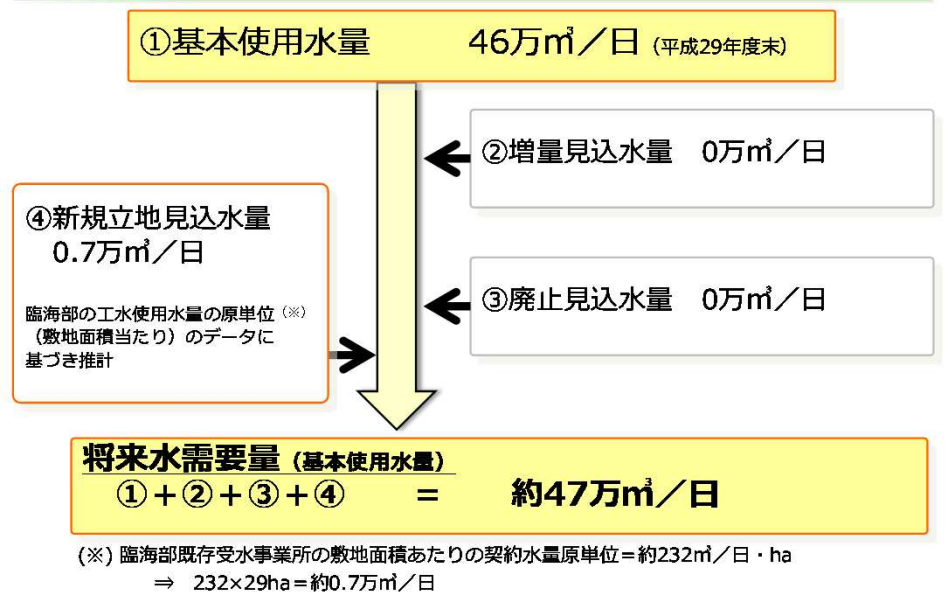 ①基本使用水量　46万㎥／日 (平成29年度末)
②増量見込水量　0万㎥／日
④新規立地見込水量
0.7万㎥／日
臨海部の工水使用水量の原単位（※）
（敷地面積当たり）のデータに
基づき推計
③廃止見込水量　0万㎥／日
将来水需要量 (基本使用水量)
①＋②＋③＋④　＝　約47万㎥／日
(※) 臨海部既存受水事業所の敷地面積あたりの契約水量原単位＝約232㎥／日・ha
⇒　232×29ha＝約0.7万㎥／日